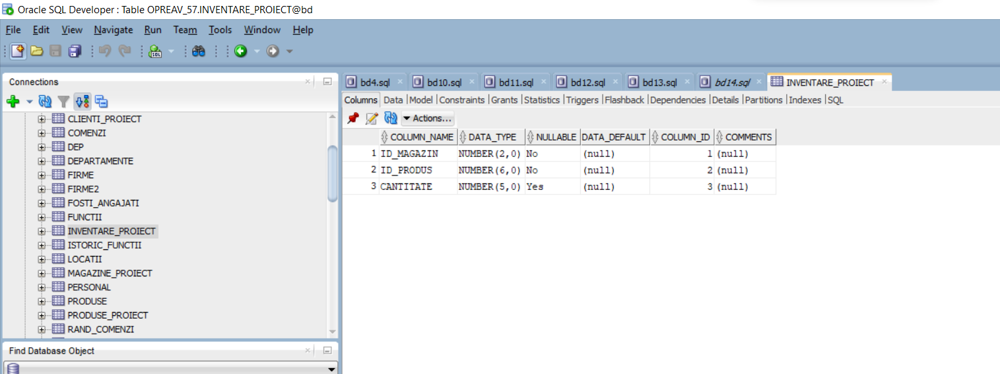 Oracle SQL Developer : Table OPREAV_57.INVENTARE_PROIECT@bd
File Edit View Navigate Run Team Tools Window Help
SQL
Connections
CLIENTI_PROIECT
COMENZI
DEP
DEPARTAMENTE
FIRME
FIRME2
FOSTI_ANGAJATI
FUNCTII
INVENTARE_PROIECT
ISTORIC_FUNCTII
LOCATII
MAGAZINE_PROIECT
PERSONAL
PRODUSE
PRODUSE_PROIECT
RAND_COMENZI
Find Database Object
bd4.sql bd10.sql bd11.sql bd12.sql bd13.sql bd14.sql INVENTARE_PROIECT
Columns Data |Model |Constraints |Grants |Statistics |Triggers |Flashback |Dependencies |Details |Partitions |Indexes |SQL
Actions...
COLUMN_NAME DATA_TYPE NULLABLE DATA_DEFAULT COLUMN_ID COMMENTS
1 ID_MAGAZIN NUMBER(2,0) No (null) 1 (null)
2 ID_PRODUS NUMBER(6,0) No (null) 2 (null)
3 CANTITATE NUMBER(5,0) Yes (null) 3 (null)